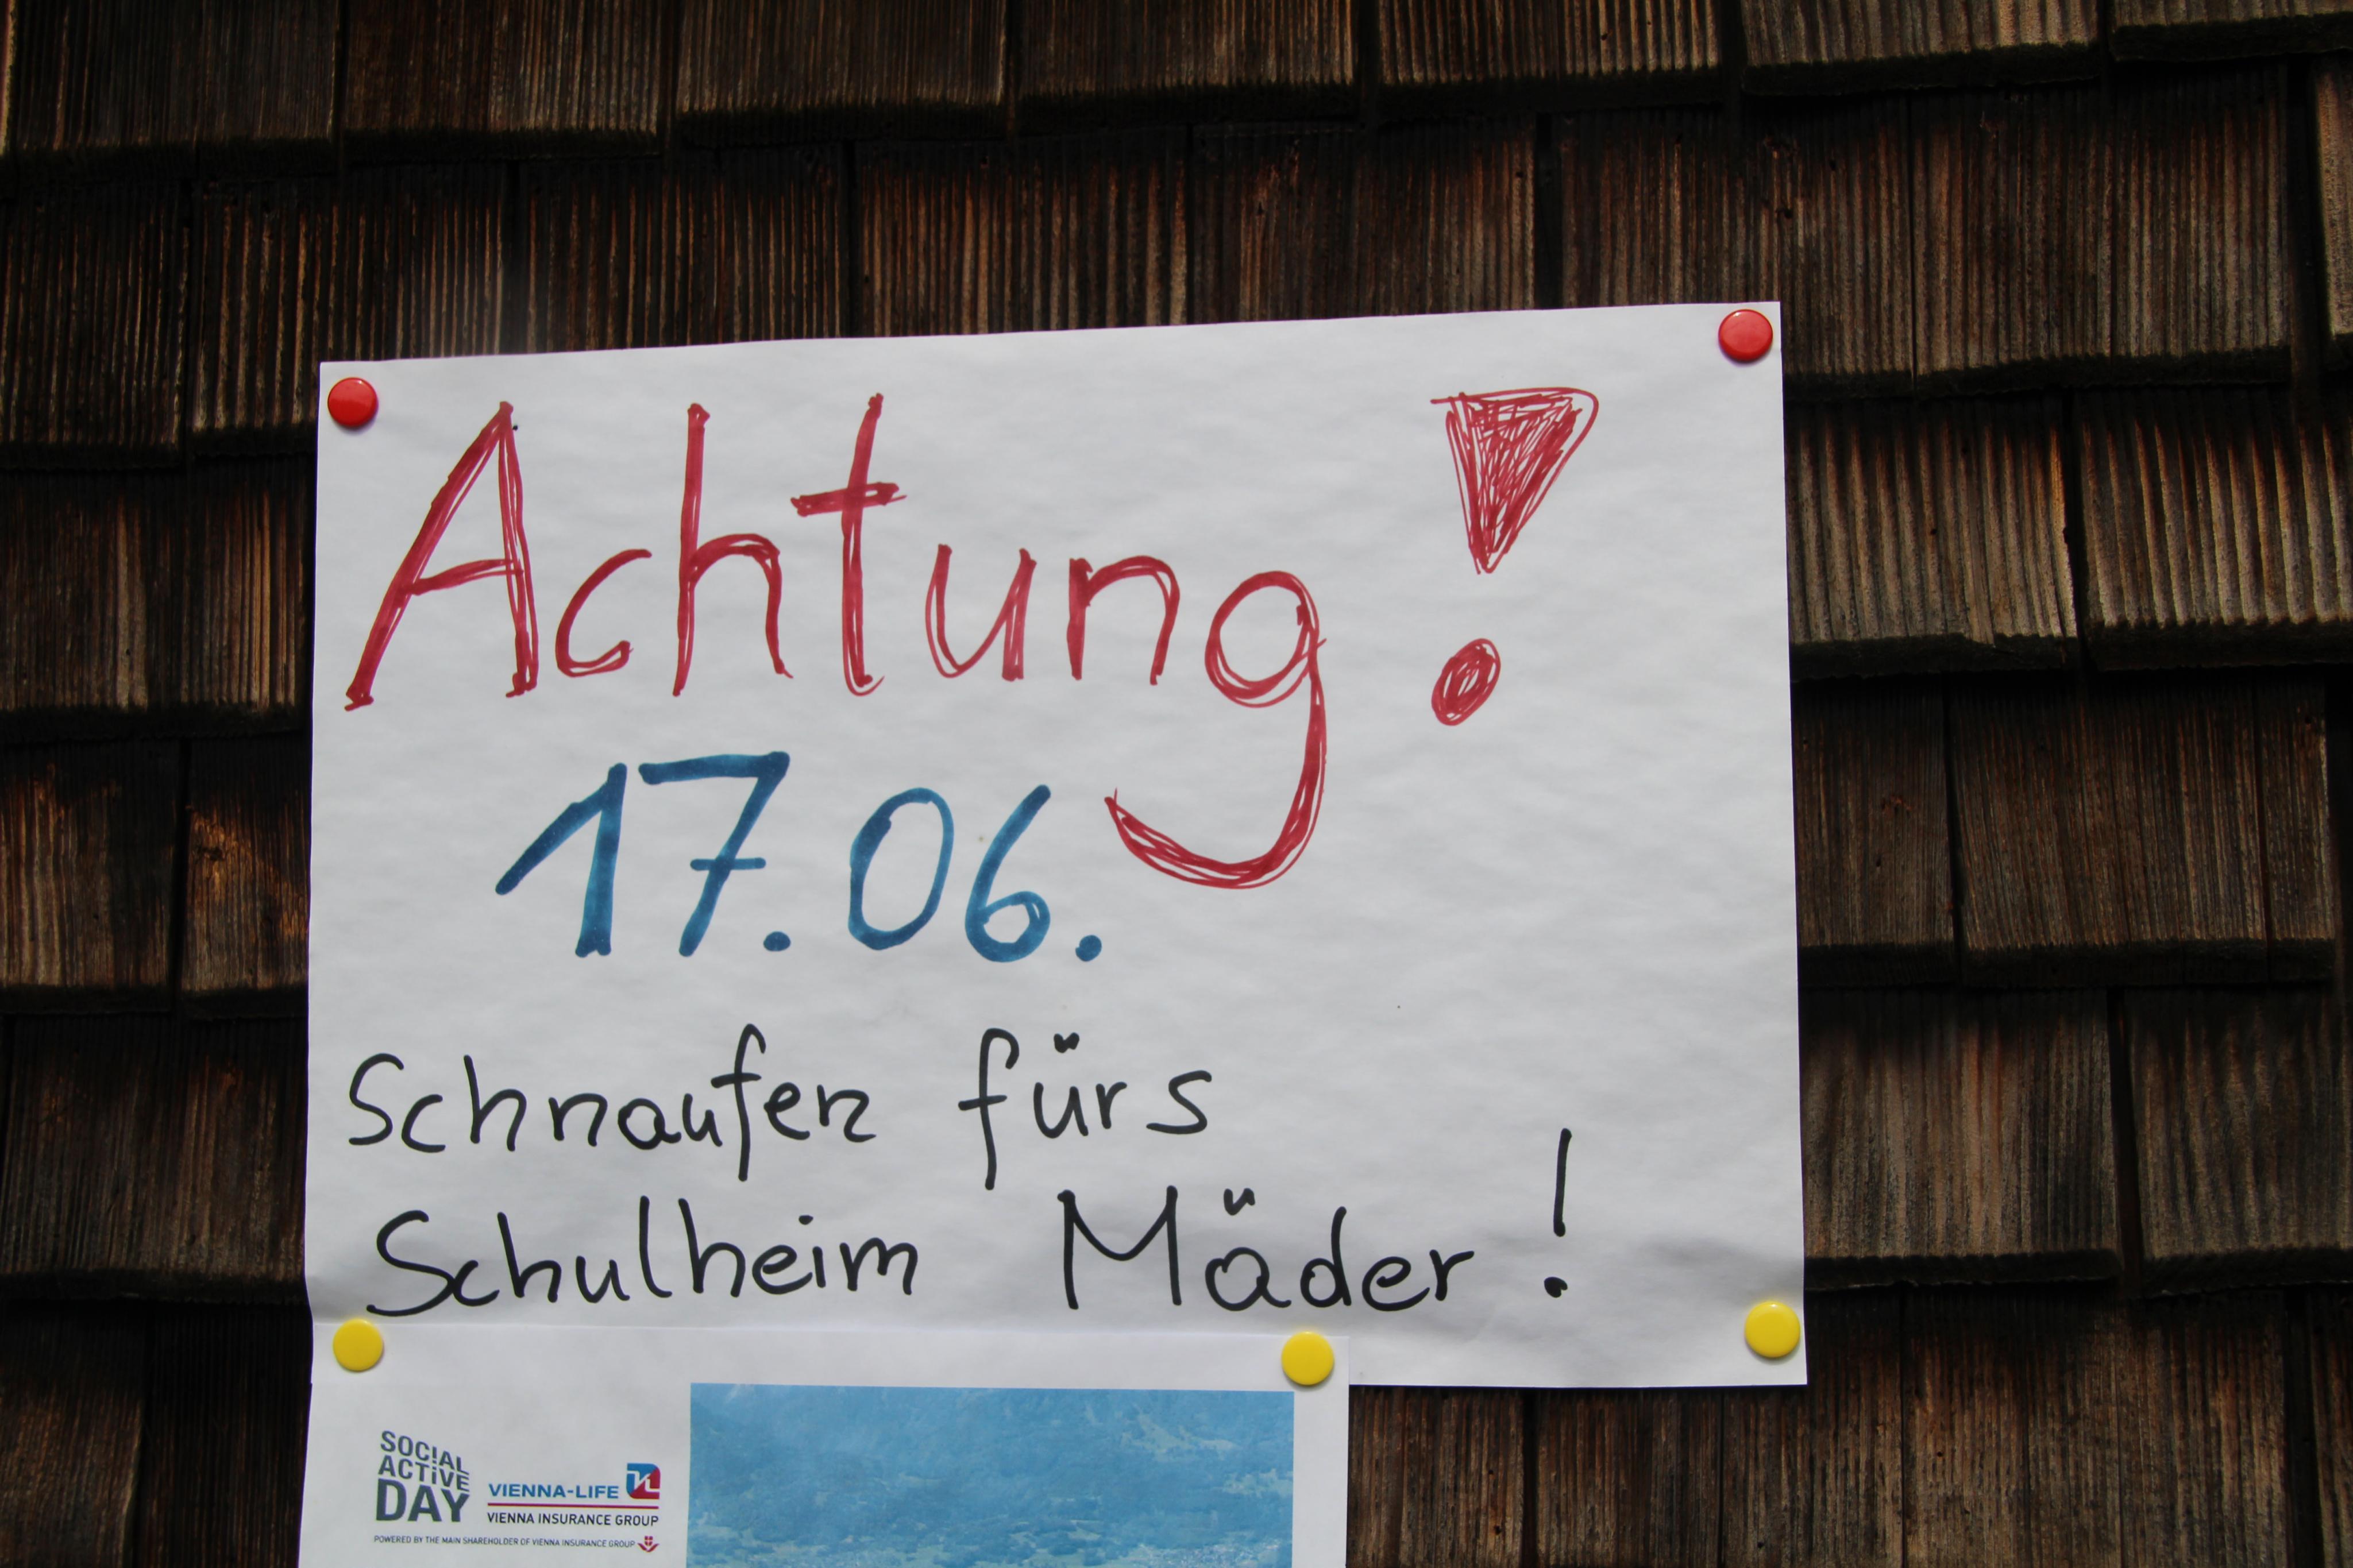 Achtung!
17.06.
Schnaufen fürs
Schulheim Mäder!
SOCIAL
ACTIVE
DAY
VIENNA-LIFE
VIENNA INSURANCE GROUP
POWERED BY THE MAIN SHAREHOLDER OF VIENNA INSURANCE GROUP